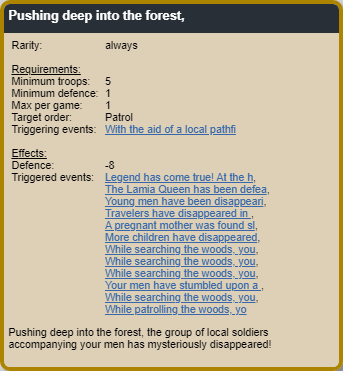 Pushing deep into the forest,
Rarity: always
Requirements:
Minimum troops: 5
Minimum defence: 1
Max per game: 1
Target order: Patrol
Triggering events: With the aid of a local pathfi
Effects:
Defence: -8
Triggered events: Legend has come true! At the h,
The Lamia Queen has been defea,
Young men have been disappeari,
Travelers have disappeared in ,
A pregnant mother was found sl,
More children have disappeared,
While searching the woods, you,
While searching the woods, you,
While searching the woods, you,
Your men have stumbled upon a ,
While searching the woods, you,
While patrolling the woods, yo
Pushing deep into the forest, the group of local soldiers
accompanying your men has mysteriously disappeared!